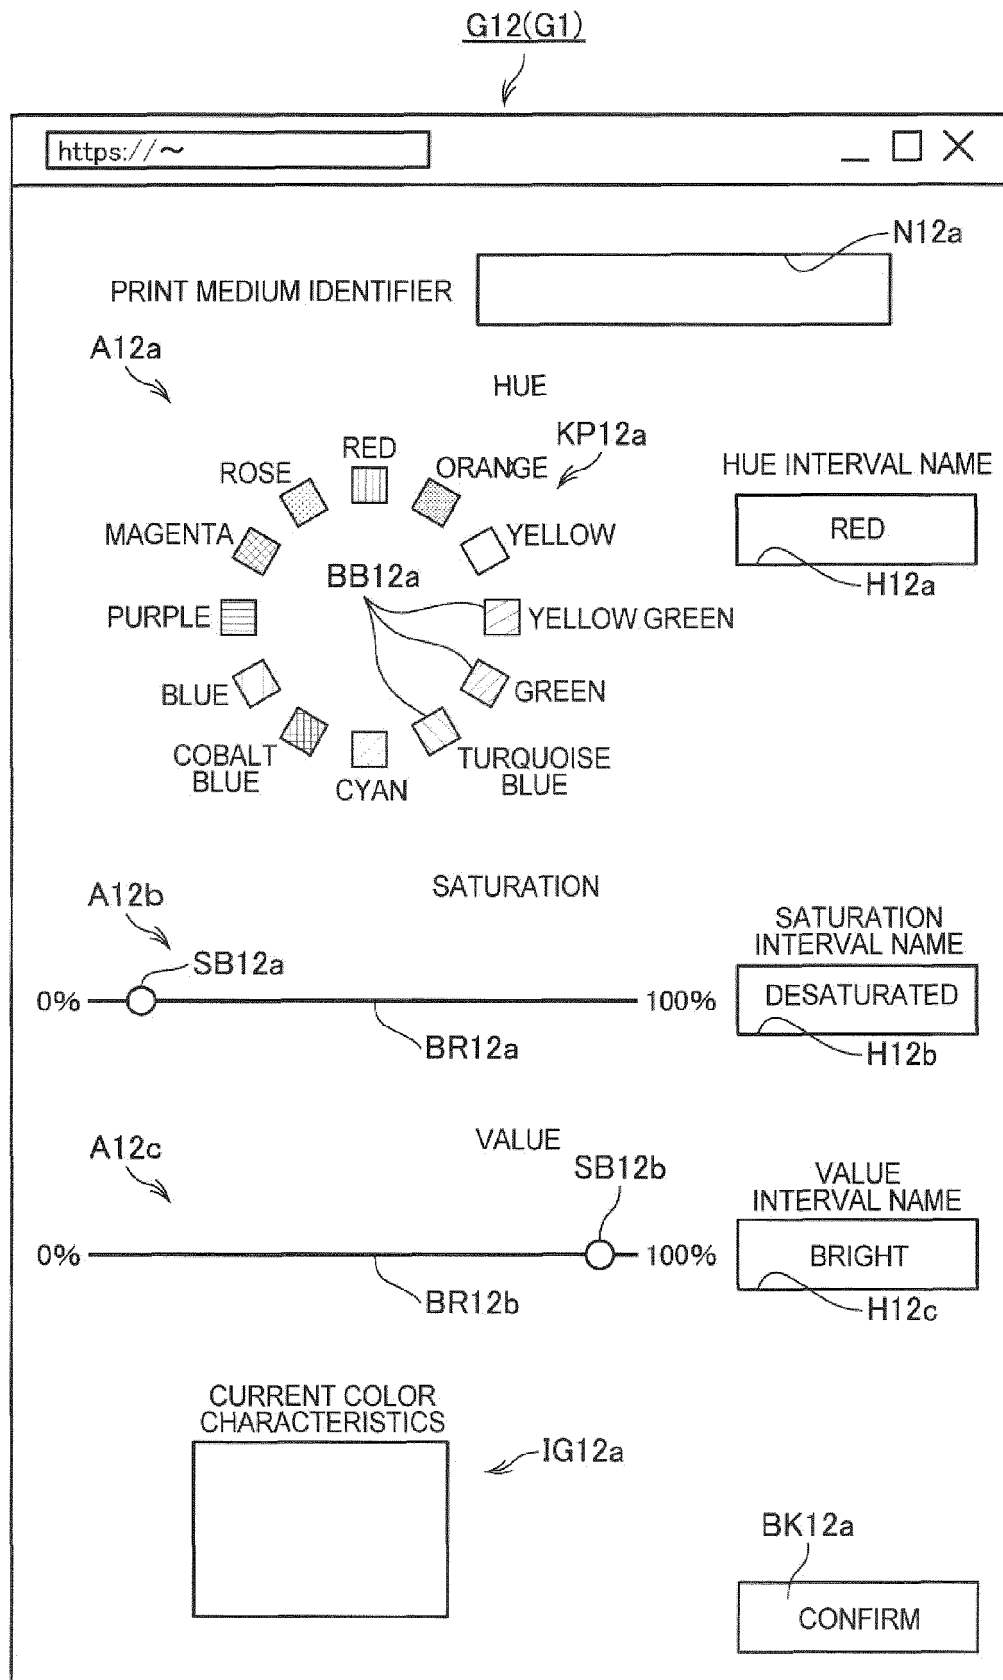 G12(G1)
https://~
N12a
PRINT MEDIUM IDENTIFIER
A12a
HUE
KP12a
RED
ROSE
ORANGE
HUE INTERVAL NAME
MAGENTA
YELLOW
RED
BB12a
H12a
PURPLE
YELLOW GREEN
BLUE
GREEN
COBALT
BLUE
TURQUOISE
BLUE
CYAN
A12b
SATURATION
SATURATION
INTERVAL NAME
SB12a
0%
100%
DESATURATED
BR12a
H12b
A12c
VALUE
SB12b
VALUE
INTERVAL NAME
0%
100%
BRIGHT
BR12b
H12c
CURRENT COLOR
CHARACTERISTICS
IG12a
BK12a
CONFIRM